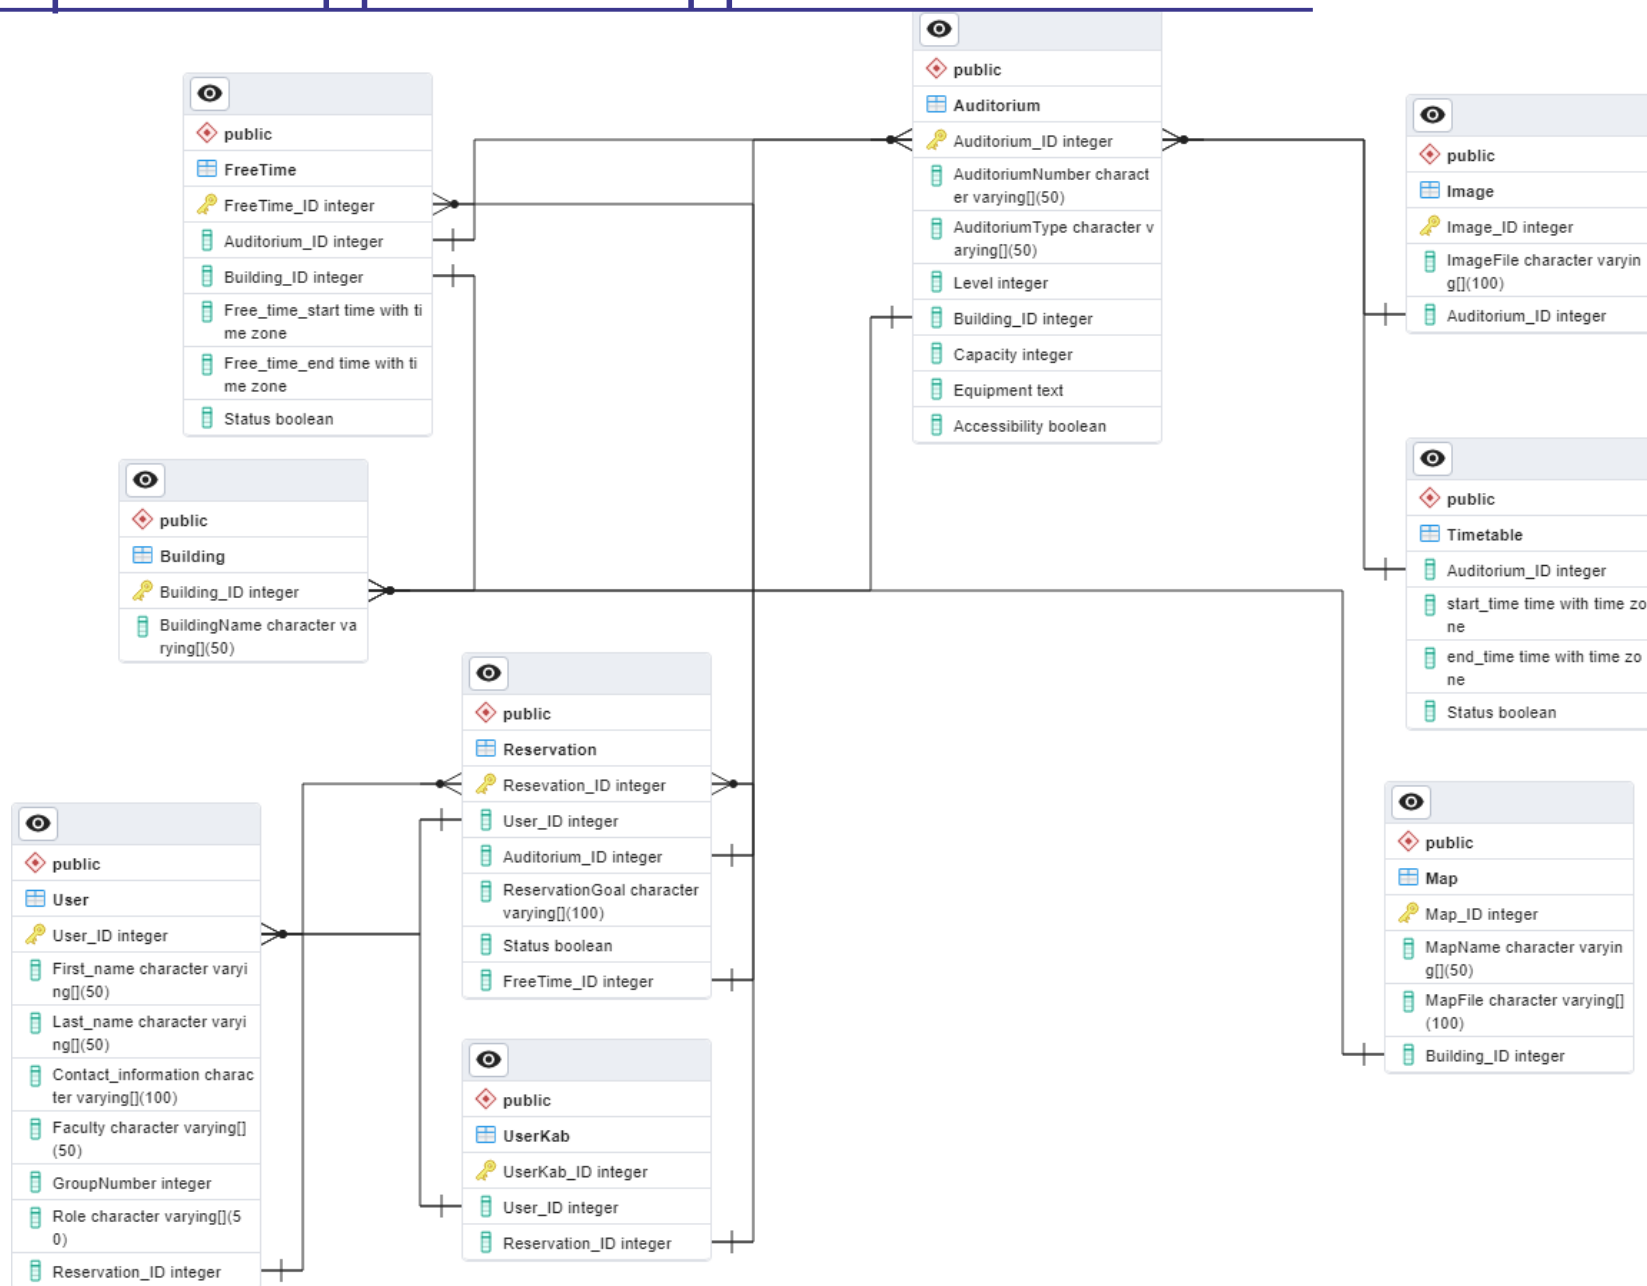 public
FreeTime
FreeTime_ID integer
Auditorium_ID integer
Building_ID integer
Free_time_start time with ti
me zone
Free_time_end time with ti
me zone
Status boolean
public
Building
Building_ID integer
BuildingName character va
rying[](50)
public
Auditorium
Auditorium_ID integer
AuditoriumNumber charact
er varying[](50)
AuditoriumType character v
arying[](50)
Level integer
Building_ID integer
Capacity integer
Equipment text
Accessibility boolean
public
Image
Image_ID integer
ImageFile character varyin
g[](100)
Auditorium_ID integer
public
Timetable
Auditorium_ID integer
start_time time with time zo
ne
end_time time with time zo
ne
Status boolean
public
Reservation
Resevation_ID integer
User_ID integer
Auditorium_ID integer
ReservationGoal character
varying[](100)
Status boolean
FreeTime_ID integer
public
User
User_ID integer
First_name character varyi
ng[](50)
Last_name character varyi
ng[](50)
Contact_information charac
ter varying[](100)
Faculty character varying[]
(50)
GroupNumber integer
Role character varying[](5
0)
Reservation_ID integer
public
UserKab
UserKab_ID integer
User_ID integer
Reservation_ID integer
public
Map
Map_ID integer
MapName character varyin
g[](50)
MapFile character varying[]
(100)
Building_ID integer